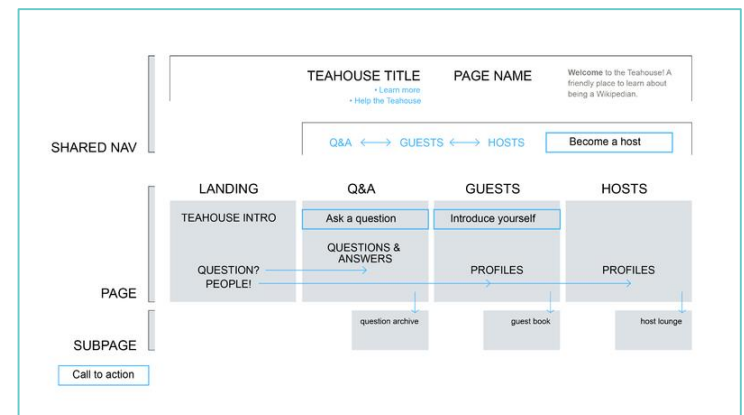 TEAHOUSE TITLE
• Learn more
• Help the Teahouse
PAGE NAME
Welcome to the Teahouse! A
friendly place to learn about
being a Wikipedian.
SHARED NAV
Q&A ⟷ GUESTS ⟷ HOSTS
Become a host
LANDING
Q&A
GUESTS
HOSTS
TEAHOUSE INTRO
Ask a question
Introduce yourself
QUESTIONS &
ANSWERS
QUESTION?
PEOPLE!
PROFILES
PROFILES
PAGE
question archive
guest book
host lounge
SUBPAGE
Call to action